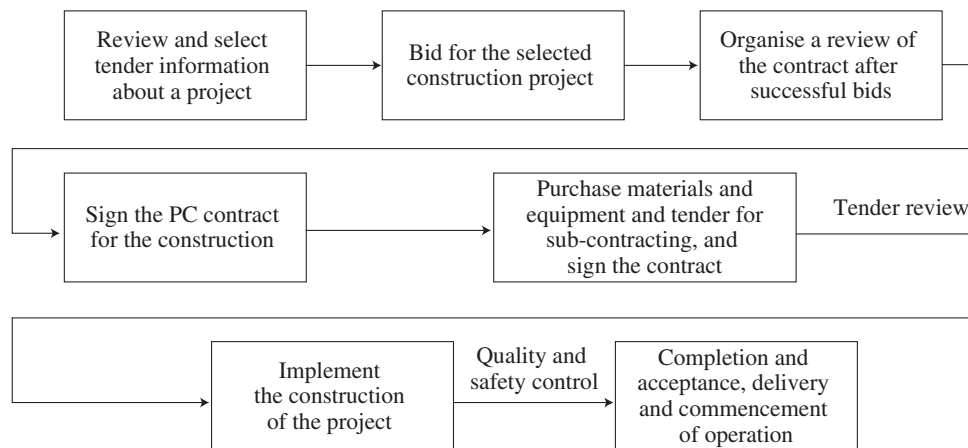 Review and select
tender information
about a project
Bid for the selected
construction project
Organise a review of
the contract after
successful bids
Sign the PC contract
for the construction
Purchase materials and
equipment and tender for
sub-contracting, and
sign the contract
Tender review
Implement
the construction
of the project
Quality and
safety control
Completion and
acceptance, delivery
and commencement
of operation